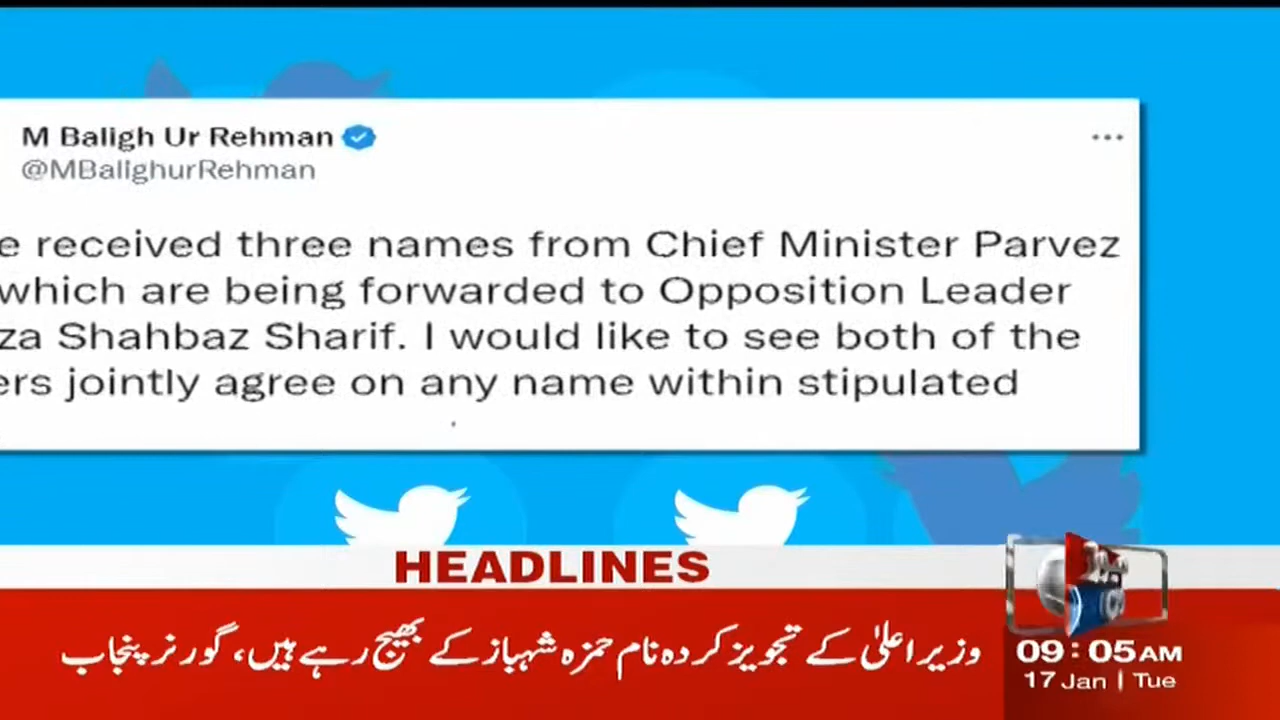 M Baligh Ur Rehman
@MBalighurRehman
e received three names from Chief Minister Parvez
which are being forwarded to Opposition Leader
za Shahbaz Sharif. I would like to see both of the
ers jointly agree on any name within stipulated
HEADLINES
وزیراعلیٰ کے تجویز کردہ نام حمزہ شہباز کے بھیج رہے ہیں، گورنر پنجاب
09:05AM
17 Jan | Tue